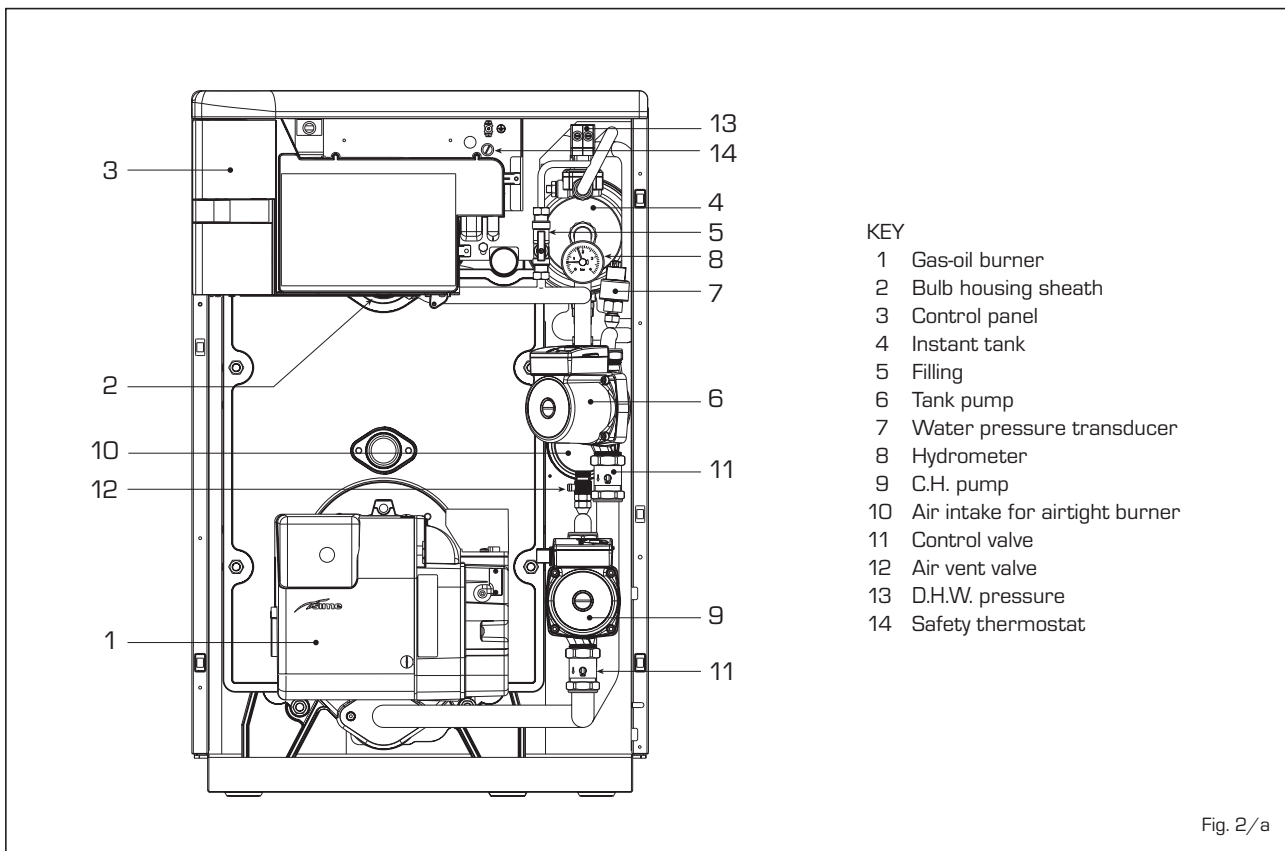 13
14
3
4
5
8
7
2
6
10
11
12
sime
9
1
11
KEY
1 Gas-oil burner
2 Bulb housing sheath
3 Control panel
4 Instant tank
5 Filling
6 Tank pump
7 Water pressure transducer
8 Hydrometer
9 C.H. pump
10 Air intake for airtight burner
11 Control valve
12 Air vent valve
13 D.H.W. pressure
14 Safety thermostat
Fig. 2/a